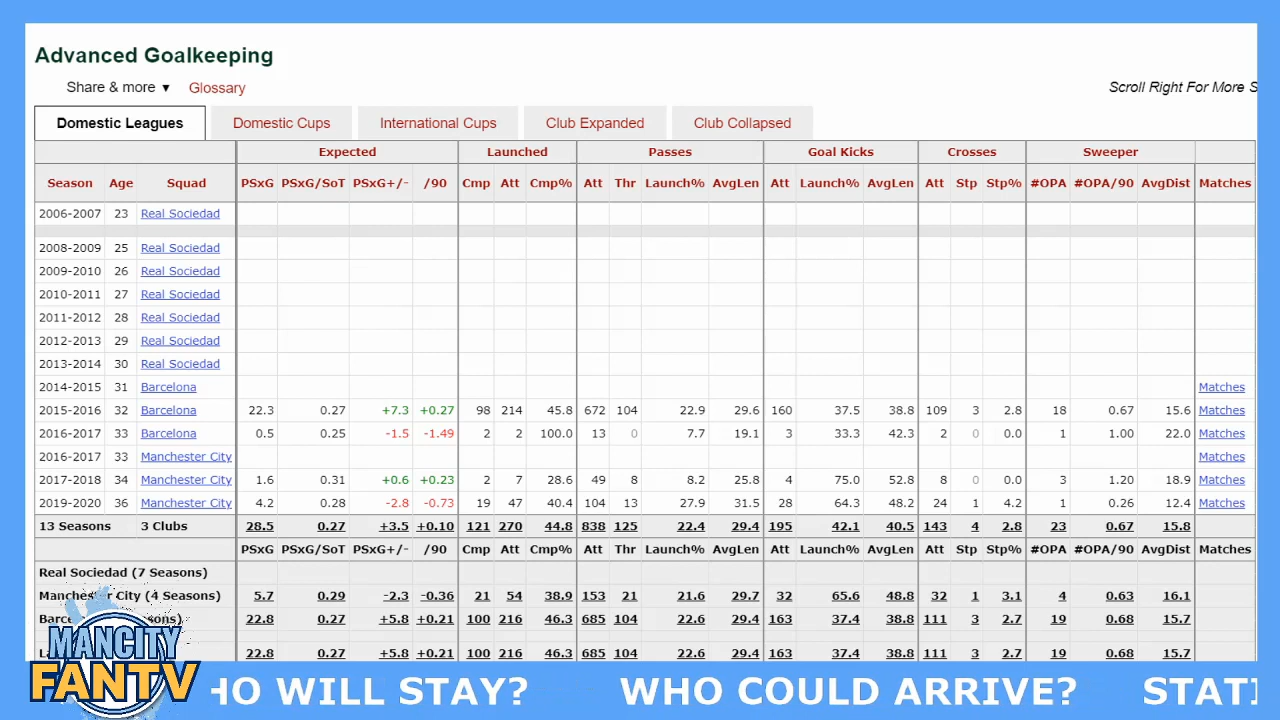 Advanced Goalkeeping
Share & more ▼ Glossary Scroll Right For More S
Domestic Leagues Domestic Cups International Cups Club Expanded Club Collapsed
Expected Launched Passes Goal Kicks Crosses Sweeper
Season Age Squad PSxG PSxG/SoT PSxG+/- /90 Cmp Att Cmp% Att Thr Launch% AvgLen Att Launch% AvgLen Att Stp Stp% #OPA #OPA/90 AvgDist Matches
2006-2007 23 Real Sociedad
2008-2009 25 Real Sociedad
2009-2010 26 Real Sociedad
2010-2011 27 Real Sociedad
2011-2012 28 Real Sociedad
2012-2013 29 Real Sociedad
2013-2014 30 Real Sociedad
2014-2015 31 Barcelona Matches
2015-2016 32 Barcelona 22.3 0.27 +7.3 +0.27 98 214 45.8 672 104 22.9 29.6 160 37.5 38.8 109 3 2.8 18 0.67 15.6 Matches
2016-2017 33 Barcelona 0.5 0.25 -1.5 -1.49 2 2 100.0 13 0 7.7 19.1 3 33.3 42.3 2 0 0.0 1 1.00 22.0 Matches
2016-2017 33 Manchester City Matches
2017-2018 34 Manchester City 1.6 0.31 +0.6 +0.23 2 7 28.6 49 8 8.2 25.8 4 75.0 52.8 8 0 0.0 3 1.20 18.9 Matches
2019-2020 36 Manchester City 4.2 0.28 -2.8 -0.73 19 47 40.4 104 13 27.9 31.5 28 64.3 48.2 24 1 4.2 1 0.26 12.4 Matches
13 Seasons 3 Clubs 28.5 0.27 +3.5 +0.10 121 270 44.8 838 125 22.4 29.4 195 42.1 40.5 143 4 2.8 23 0.67 15.8
PSxG PSxG/SoT PSxG+/- /90 Cmp Att Cmp% Att Thr Launch% AvgLen Att Launch% AvgLen Att Stp Stp% #OPA #OPA/90 AvgDist Matches
Real Sociedad (7 Seasons)
Manchester City (4 Seasons) 5.7 0.29 -2.3 -0.36 21 54 38.9 153 21 21.6 29.7 32 65.6 48.8 32 1 3.1 4 0.63 16.1
22.8 0.27 +5.8 +0.21 100 216 46.3 685 104 22.6 29.4 163 37.4 38.8 111 3 2.7 19 0.68 15.7
22.8 0.27 +5.8 +0.21 100 216 46.3 685 104 22.6 29.4 163 37.4 38.8 111 3 2.7 19 0.68 15.7
MANCITY
FANTV
HO WILL STAY? WHO COULD ARRIVE? STATI